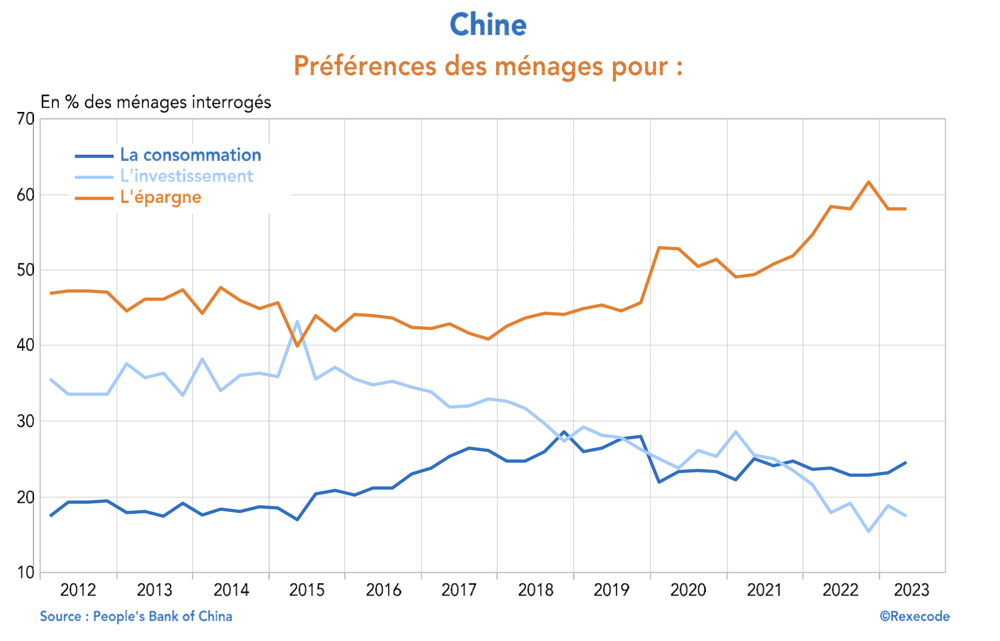 Chine
Préférences des ménages pour :
En % des ménages interrogés
70
La consommation
L'investissement
60
L'épargne
50
40
30
20
10
2012 2013 2014 2015 2016 2017 2018 2019 2020 2021 2022 2023
Source : People's Bank of China ©Rexecode